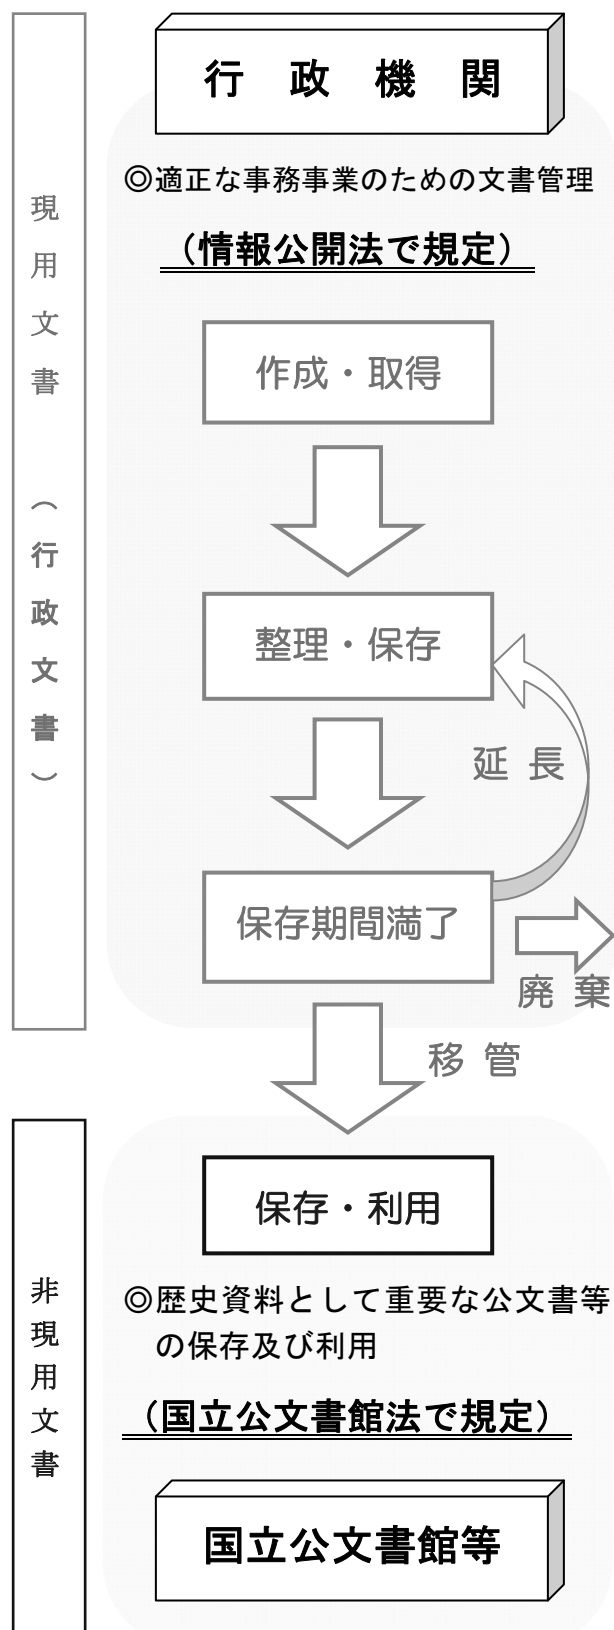 行政機関
現用文書（行政文書）
◎適正な事務事業のための文書管理
（情報公開法で規定）
作成・取得
整理・保存
延長
保存期間満了
廃棄
移管
非現用文書
保存・利用
◎歴史資料として重要な公文書等
の保存及び利用
（国立公文書館法で規定）
国立公文書館等